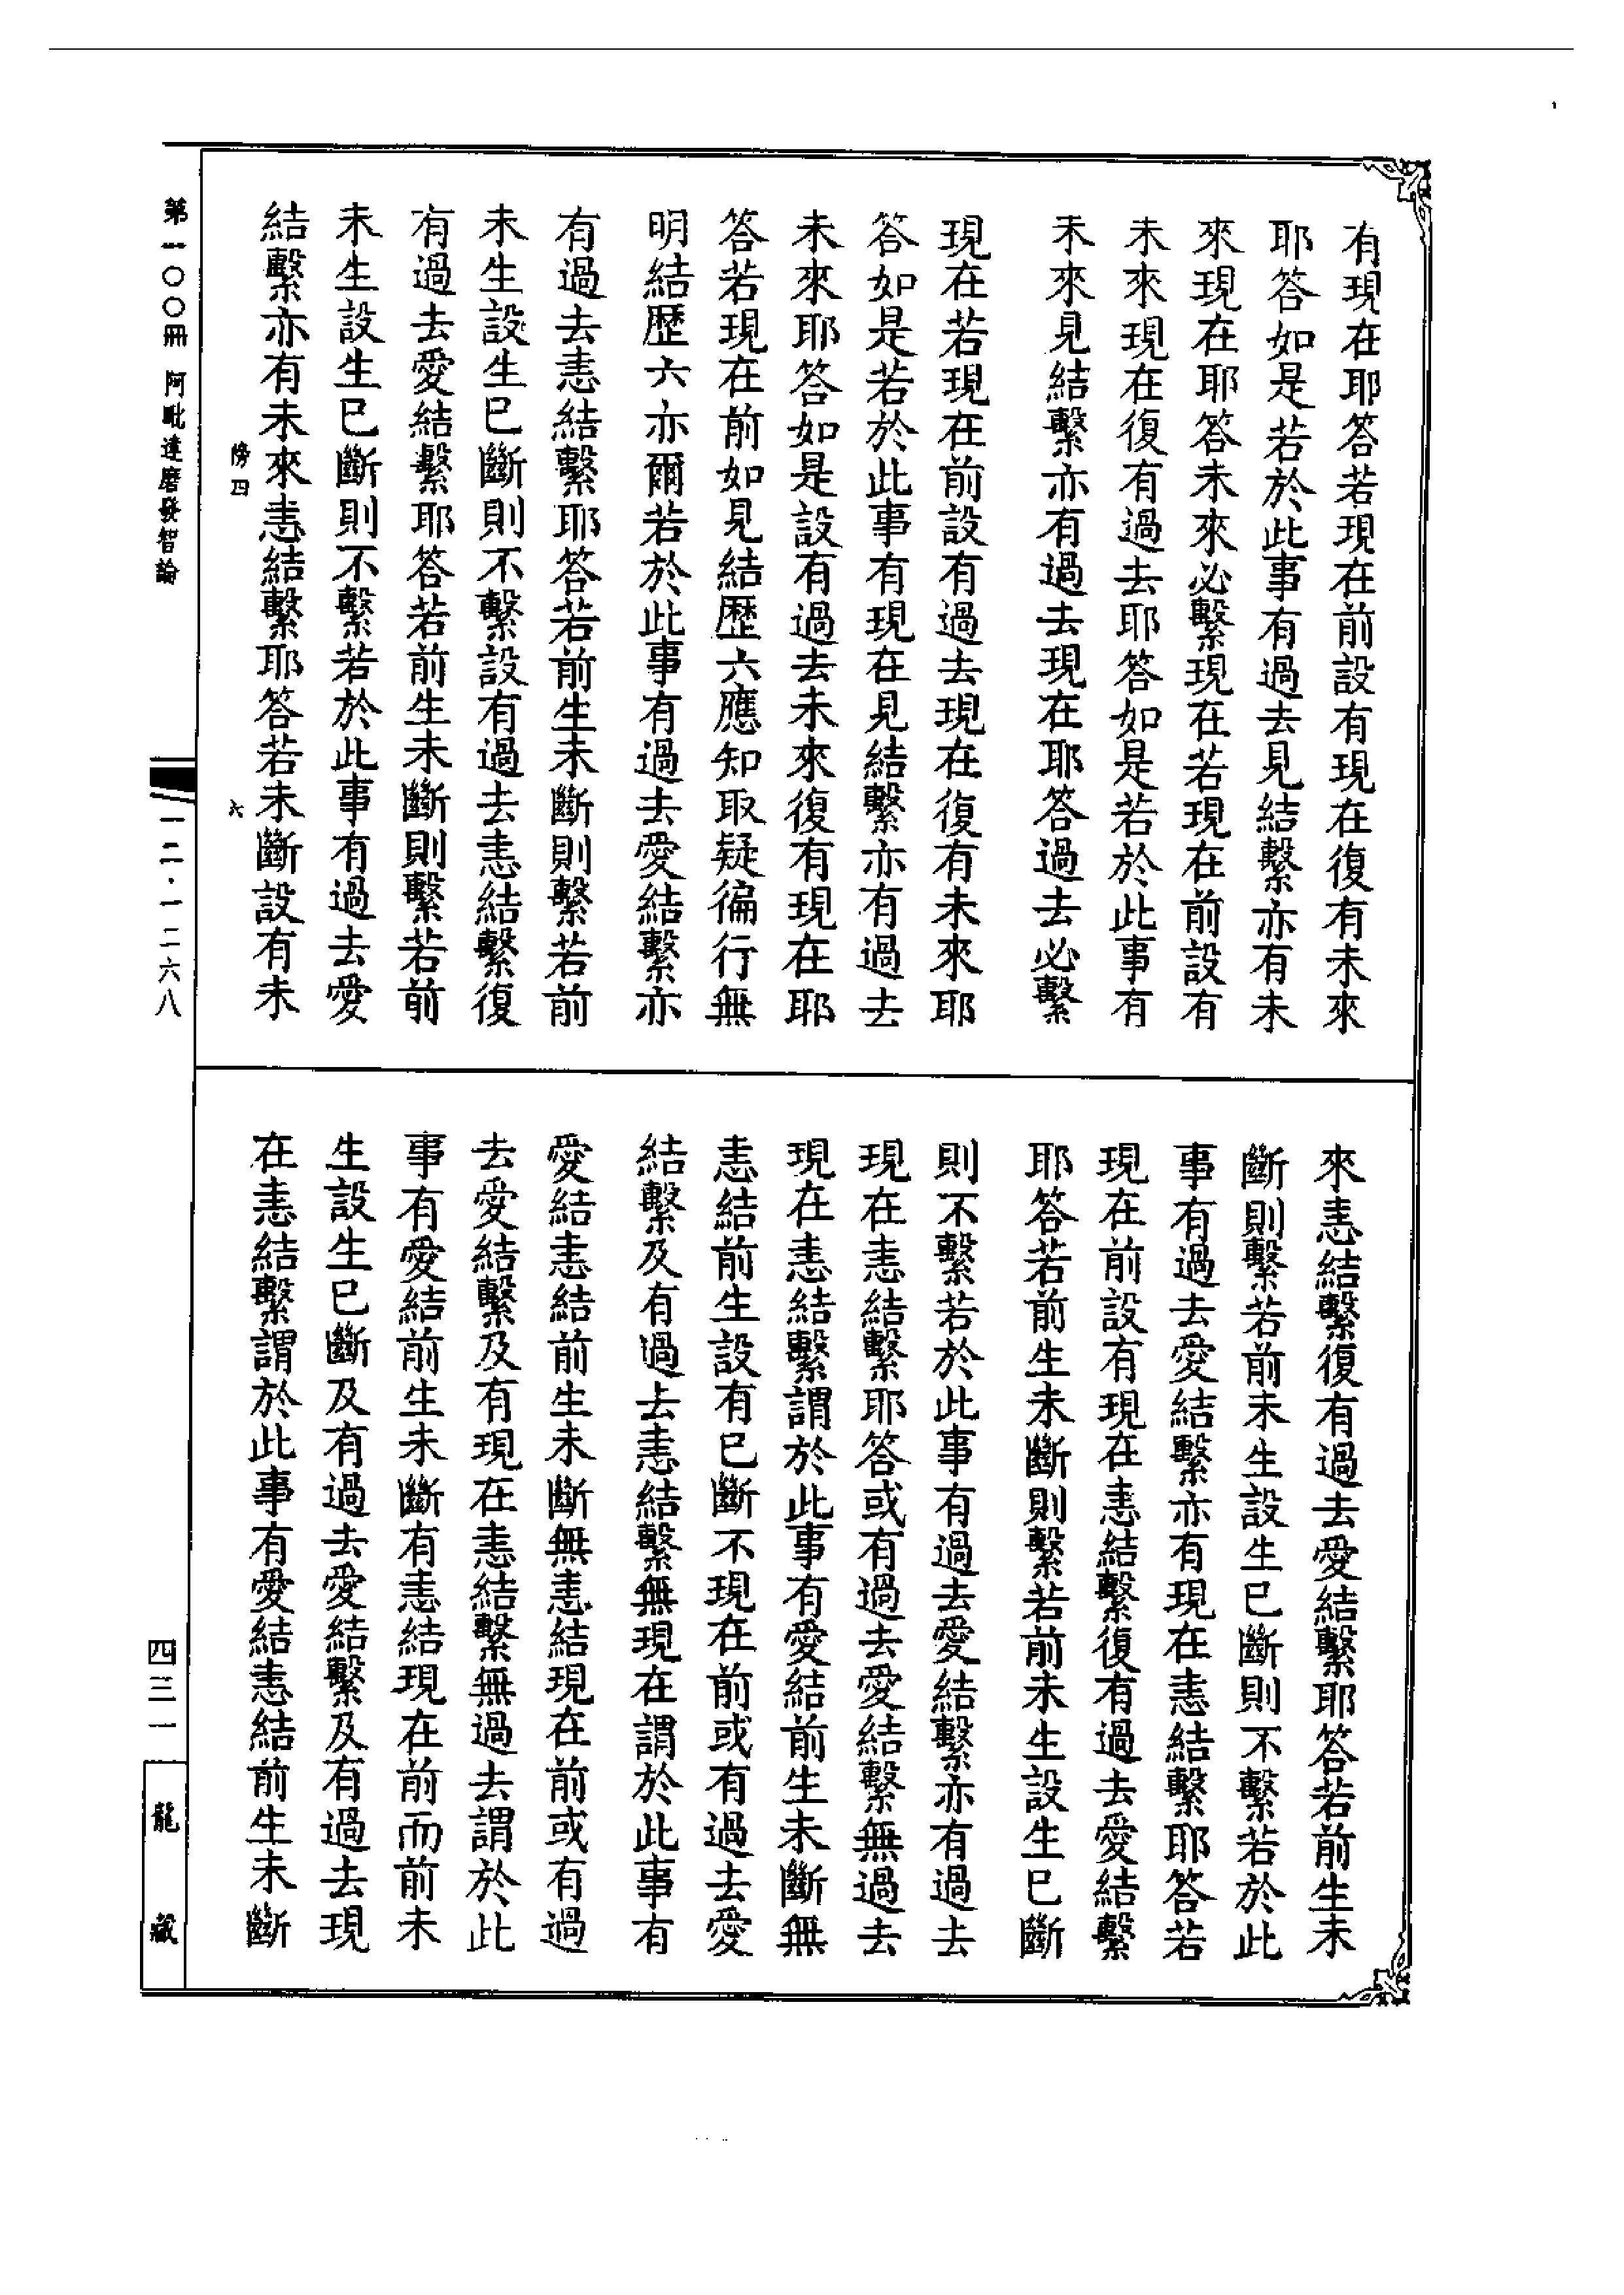 有現在耶答若現在前設有現在復有未來
耶答如是若於此事有過去見結繫亦有未
來現在耶答未來必繫現在若現在前設有
未來現在復有過去耶答如是若於此事有
未來見結繫亦有過去現在耶答過去必繫
現在若現在前設有過去現在復有未來耶
答如是若於此事有現在見結繫亦有過去
未來耶答如是設有過去未來復有現在耶
答若現在前如見結歷六應知取疑徧行無
明結歷六亦爾若於此事有過去愛結繫亦
有過去恚結繫耶答若前生未斷則繫若前
未生設生已斷則不繫設有過去恚結繫復
有過去愛結繫耶答若前生未斷則繫若前
未生設生已斷則不繫若於此事有過去愛
結繫亦有未來恚結繫耶答若未斷設有未
來恚結繫復有過去愛結繫耶答若前生未
斷則繫若前未生設生已斷則不繫若於此
事有過去愛結繫亦有現在恚結繫耶答若
現在前設有現在恚結繫復有過去愛結繫
耶答若前生未斷則繫若前未生設生已斷
則不繫若於此事有過去愛結繫亦有過去
現在恚結繫耶答或有過去愛結繫無過去
現在恚結繫謂於此事有愛結前生未斷無
恚結前生設有已斷不現在前或有過去愛
結繫及有過去恚結繫無現在謂於此事有
愛結恚結前生未斷無恚結現在前或有過
去愛結繫及有現在恚結繫無過去謂於此
事有愛結前生未斷有恚結現在前而前未
生設生已斷及有過去愛結繫及有過去現
在恚結繫謂於此事有愛結恚結前生未斷
傍四
六
第一〇〇冊 阿毗達磨發智論
一二·一二六八
四三一
龍藏